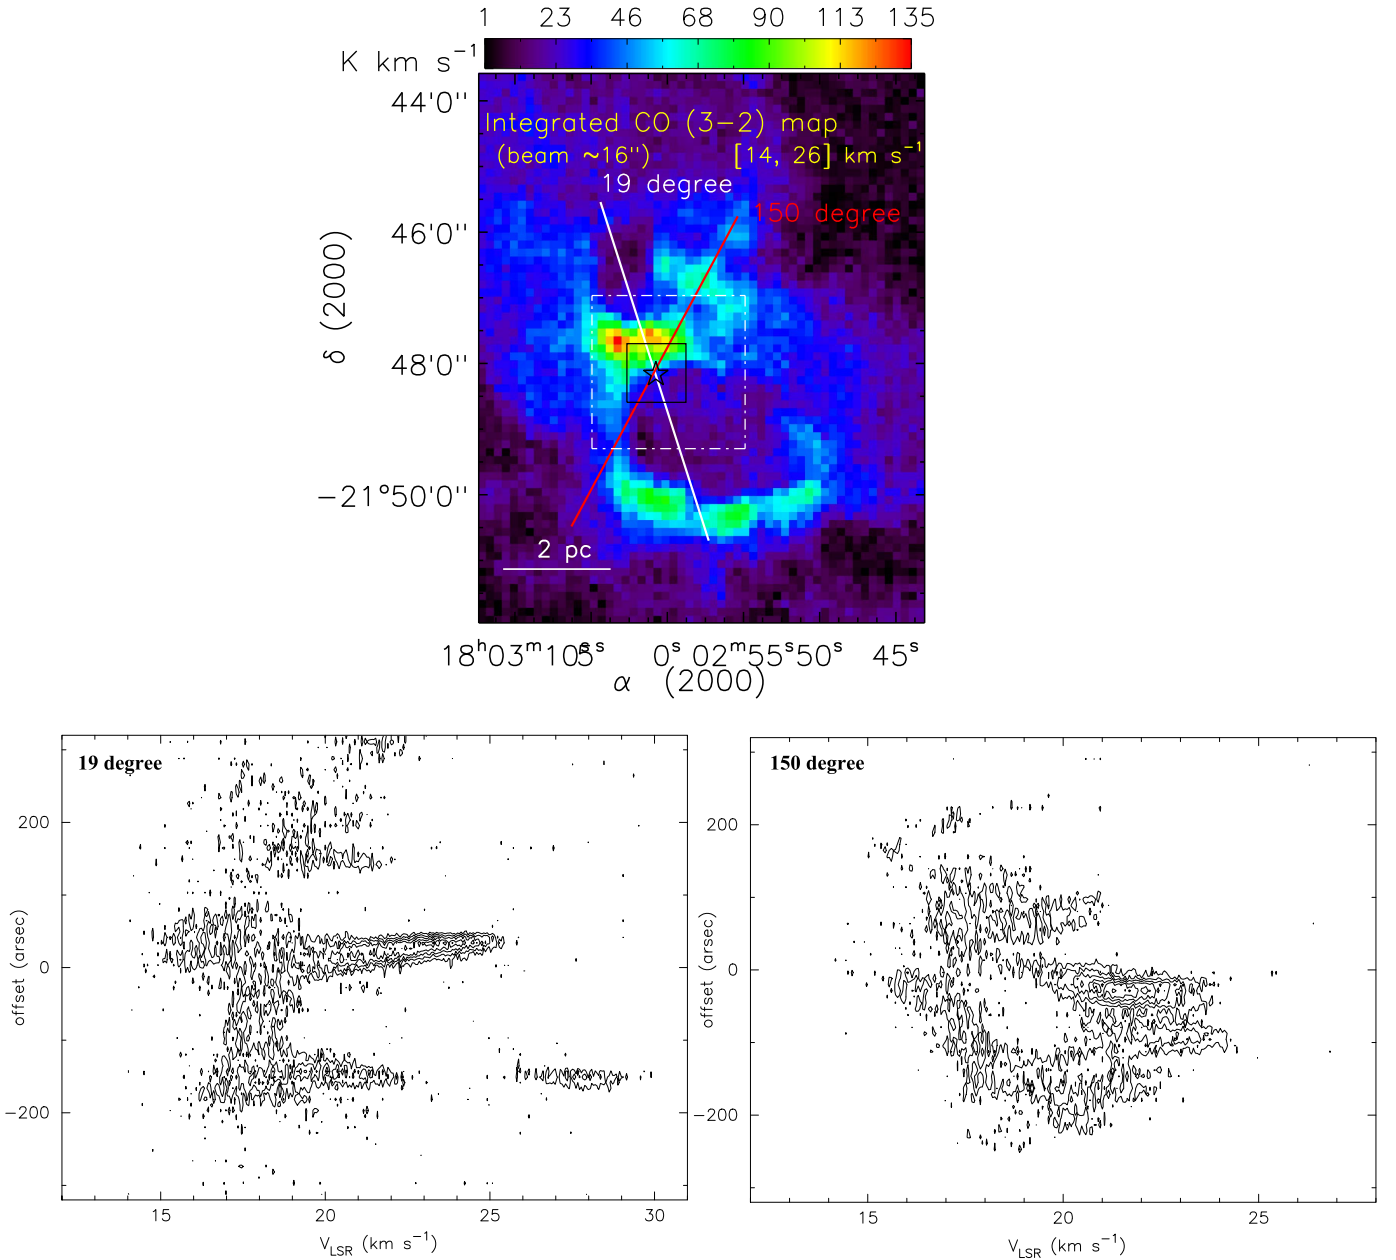 1 23 46 68 90 113 135
K km s⁻¹
44'0"
Integrated CO (3−2) map
(beam ~16") [14, 26] km s⁻¹
19 degree
150 degree
46'0"
δ (2000)
48'0"
−21°50'0"
2 pc
18ʰ03ᵐ10ˢ 5ˢ 0ˢ 02ᵐ55ˢ 50ˢ 45ˢ
α (2000)
19 degree
200
0
−200
offset (arsec)
15 20 25 30
V_LSR (km s⁻¹)
150 degree
200
0
−200
offset (arsec)
15 20 25
V_LSR (km s⁻¹)